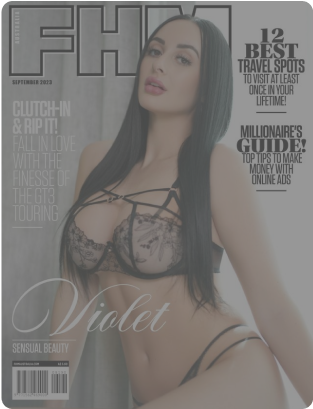 AUSTRALIA
FHM
SEPTEMBER 2023
12
BEST
TRAVEL SPOTS
TO VISIT AT LEAST
ONCE IN YOUR
LIFETIME!
CLUTCH-IN
& RIP IT!
FALL IN LOVE
WITH THE
FINESSE OF
THE GT3
TOURING
MILLIONAIRE'S
GUIDE!
TOP TIPS TO MAKE
MONEY WITH
ONLINE ADS
Violet
SENSUAL BEAUTY